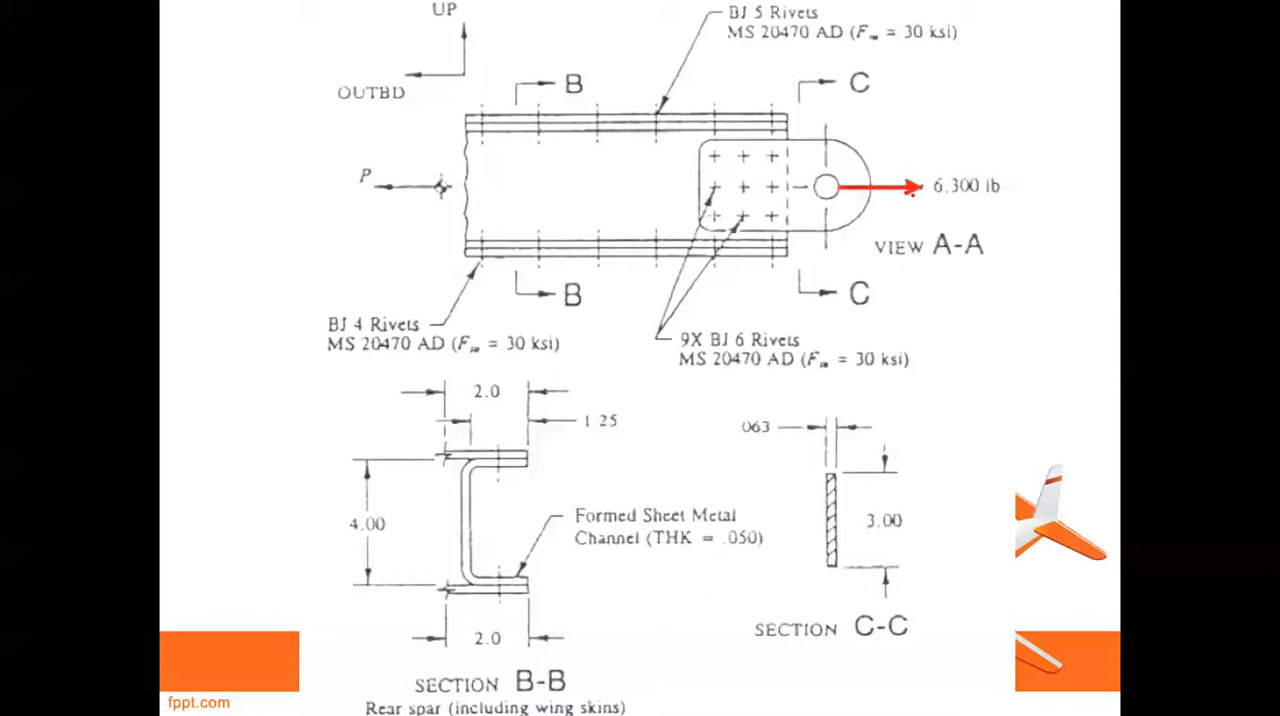 UP
BJ 5 Rivets
MS 20470 AD (Fsu = 30 ksi)
OUTBD
B
C
P
6.300 lb
VIEW A-A
B
C
BJ 4 Rivets
MS 20470 AD (Fsu = 30 ksi)
9X BJ 6 Rivets
MS 20470 AD (Fsu = 30 ksi)
2.0
1.25
063
4.00
Formed Sheet Metal
Channel (THK = .050)
3.00
2.0
SECTION C-C
SECTION B-B
Rear spar (including wing skins)
fppt.com